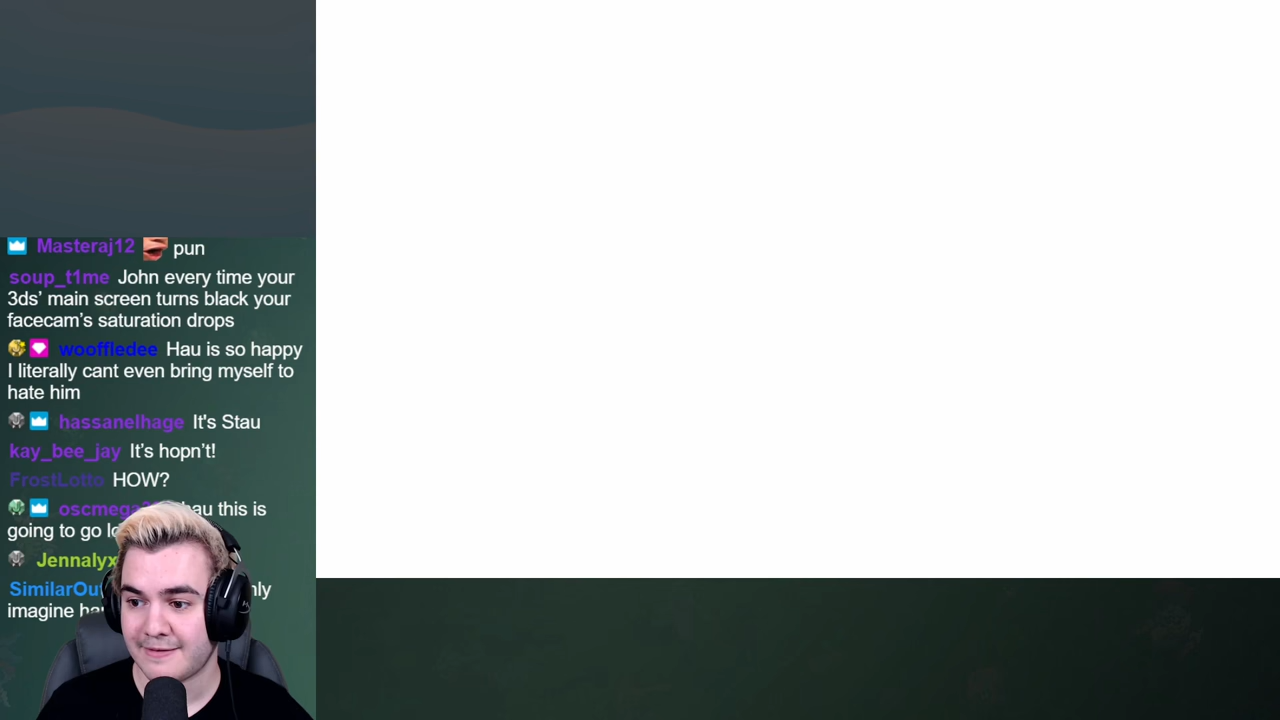 Masteraj12 pun
soup_t1me John every time your
3ds’ main screen turns black your
facecam’s saturation drops
wooffledee Hau is so happy
I literally cant even bring myself to
hate him
hassanelhage It's Stau
kay_bee_jay It’s hopn’t!
FrostLotto HOW?
this is
going to go
Jennalyx
imagine